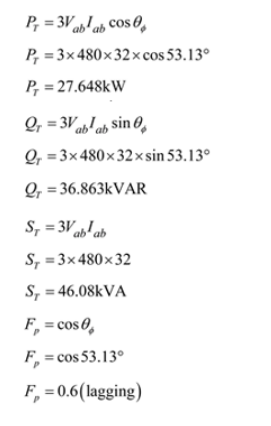 P_T = 3V_ab I_ab cos θ_ϕ
P_T = 3×480×32×cos 53.13°
P_T = 27.648kW
Q_T = 3V_ab I_ab sin θ_ϕ
Q_T = 3×480×32×sin 53.13°
Q_T = 36.863kVAR
S_T = 3V_ab I_ab
S_T = 3×480×32
S_T = 46.08kVA
F_p = cos θ_ϕ
F_p = cos 53.13°
F_p = 0.6(lagging)